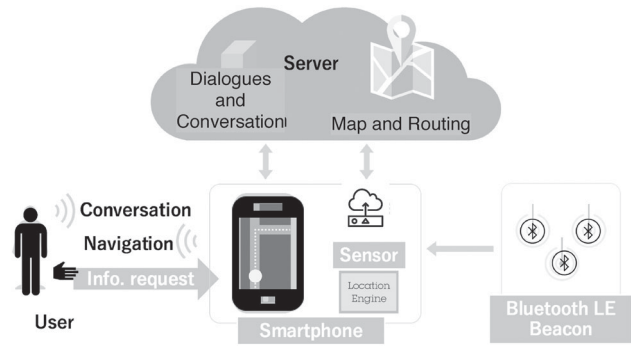 Server
Dialogues
and
Conversation
Map and Routing
Conversation
Navigation
Info. request
User
Sensor
Location
Engine
Smartphone
Bluetooth LE
Beacon